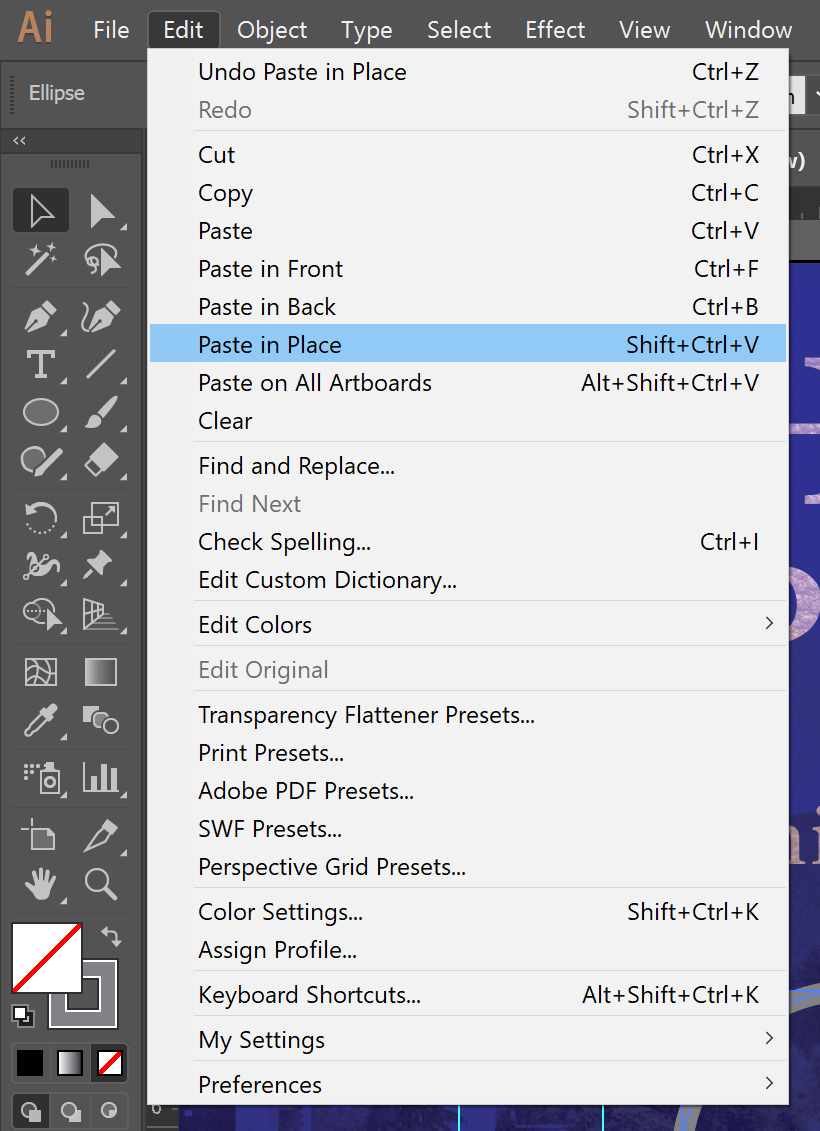 Ai File Edit Object Type Select Effect View Window
Ellipse
Undo Paste in Place Ctrl+Z
Redo Shift+Ctrl+Z
Cut Ctrl+X
Copy Ctrl+C
Paste Ctrl+V
Paste in Front Ctrl+F
Paste in Back Ctrl+B
Paste in Place Shift+Ctrl+V
Paste on All Artboards Alt+Shift+Ctrl+V
Clear
Find and Replace...
Find Next
Check Spelling... Ctrl+I
Edit Custom Dictionary...
Edit Colors
Edit Original
Transparency Flattener Presets...
Print Presets...
Adobe PDF Presets...
SWF Presets...
Perspective Grid Presets...
Color Settings... Shift+Ctrl+K
Assign Profile...
Keyboard Shortcuts... Alt+Shift+Ctrl+K
My Settings
Preferences